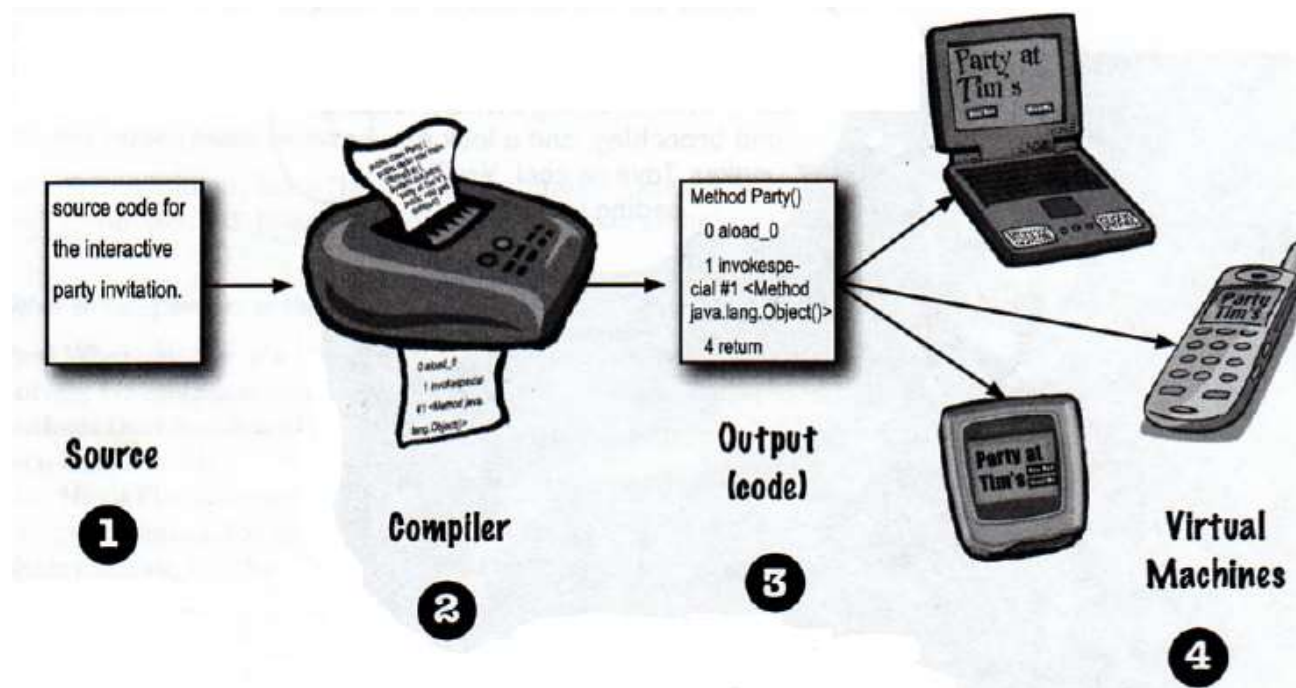 source code for
the interactive
party invitation.
Source
1
0 aload_0
1 invokespecial
#1 <Method java.
lang.Object()>
Compiler
2
Method Party()
0 aload_0
1 invokespe-
cial #1 <Method
java.lang.Object()>
4 return
Output
(code)
3
Party at
Tim's
Party
Tim's
Party at
Tim's
Virtual
Machines
4